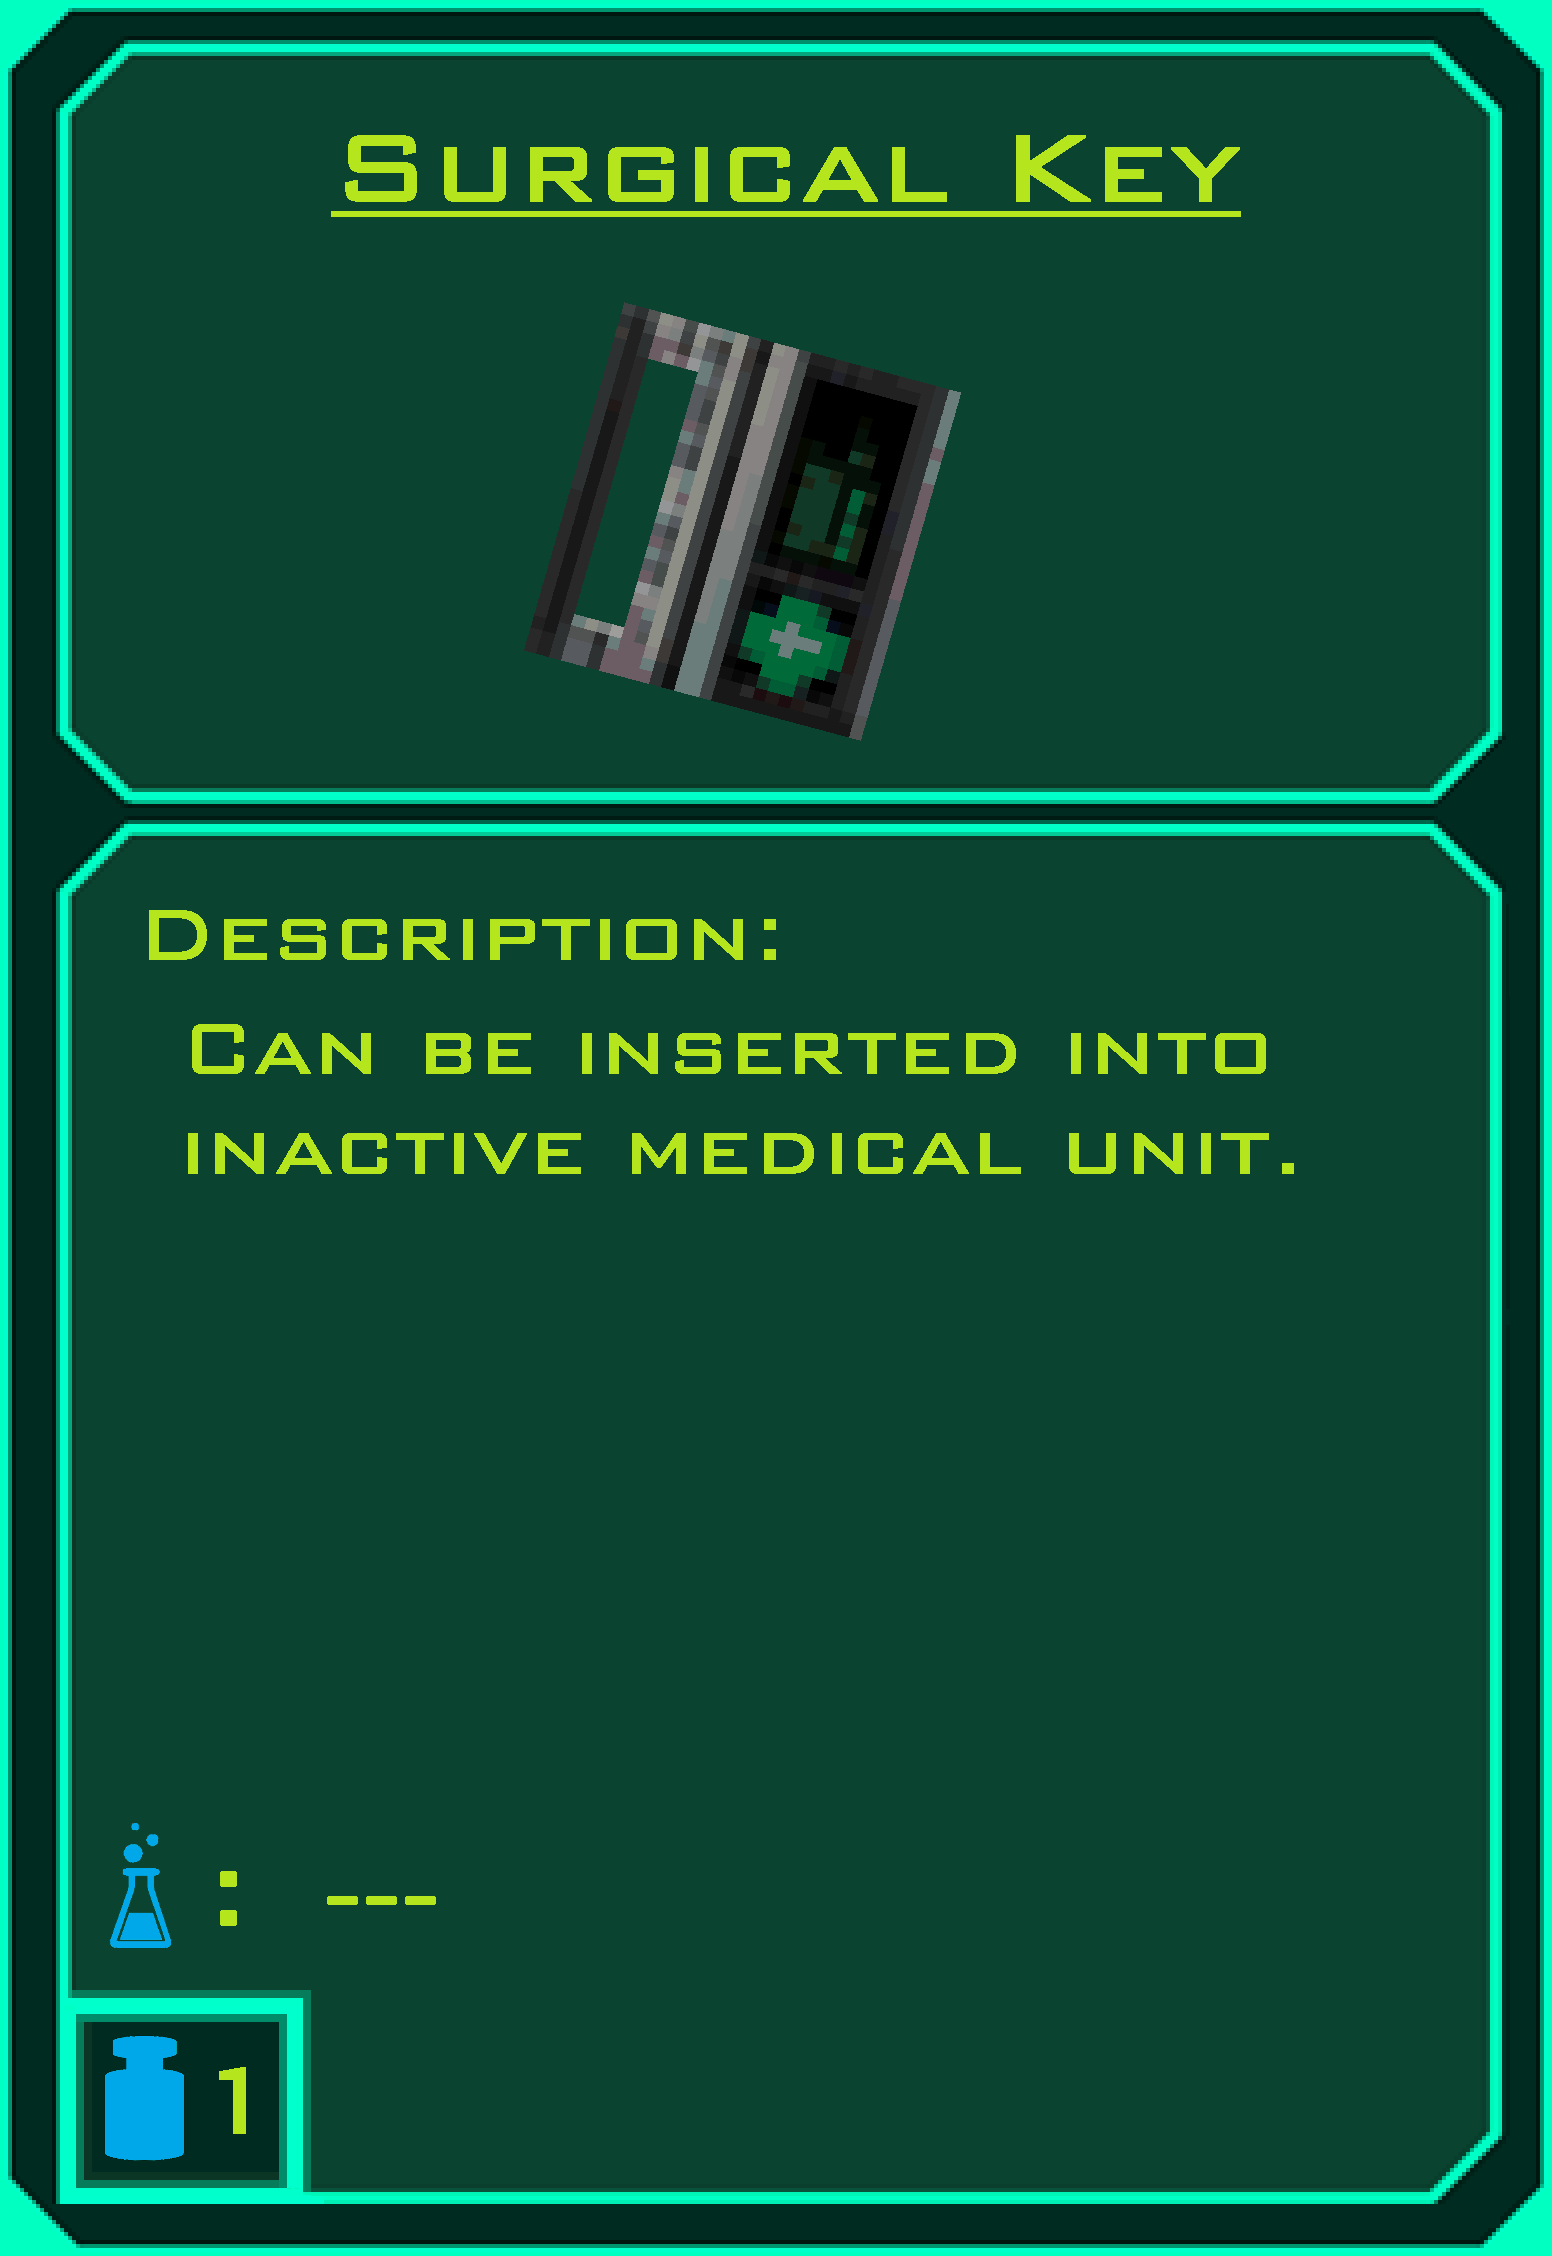 Surgical Key
Description:
Can be inserted into
inactive medical unit.
: ---
1